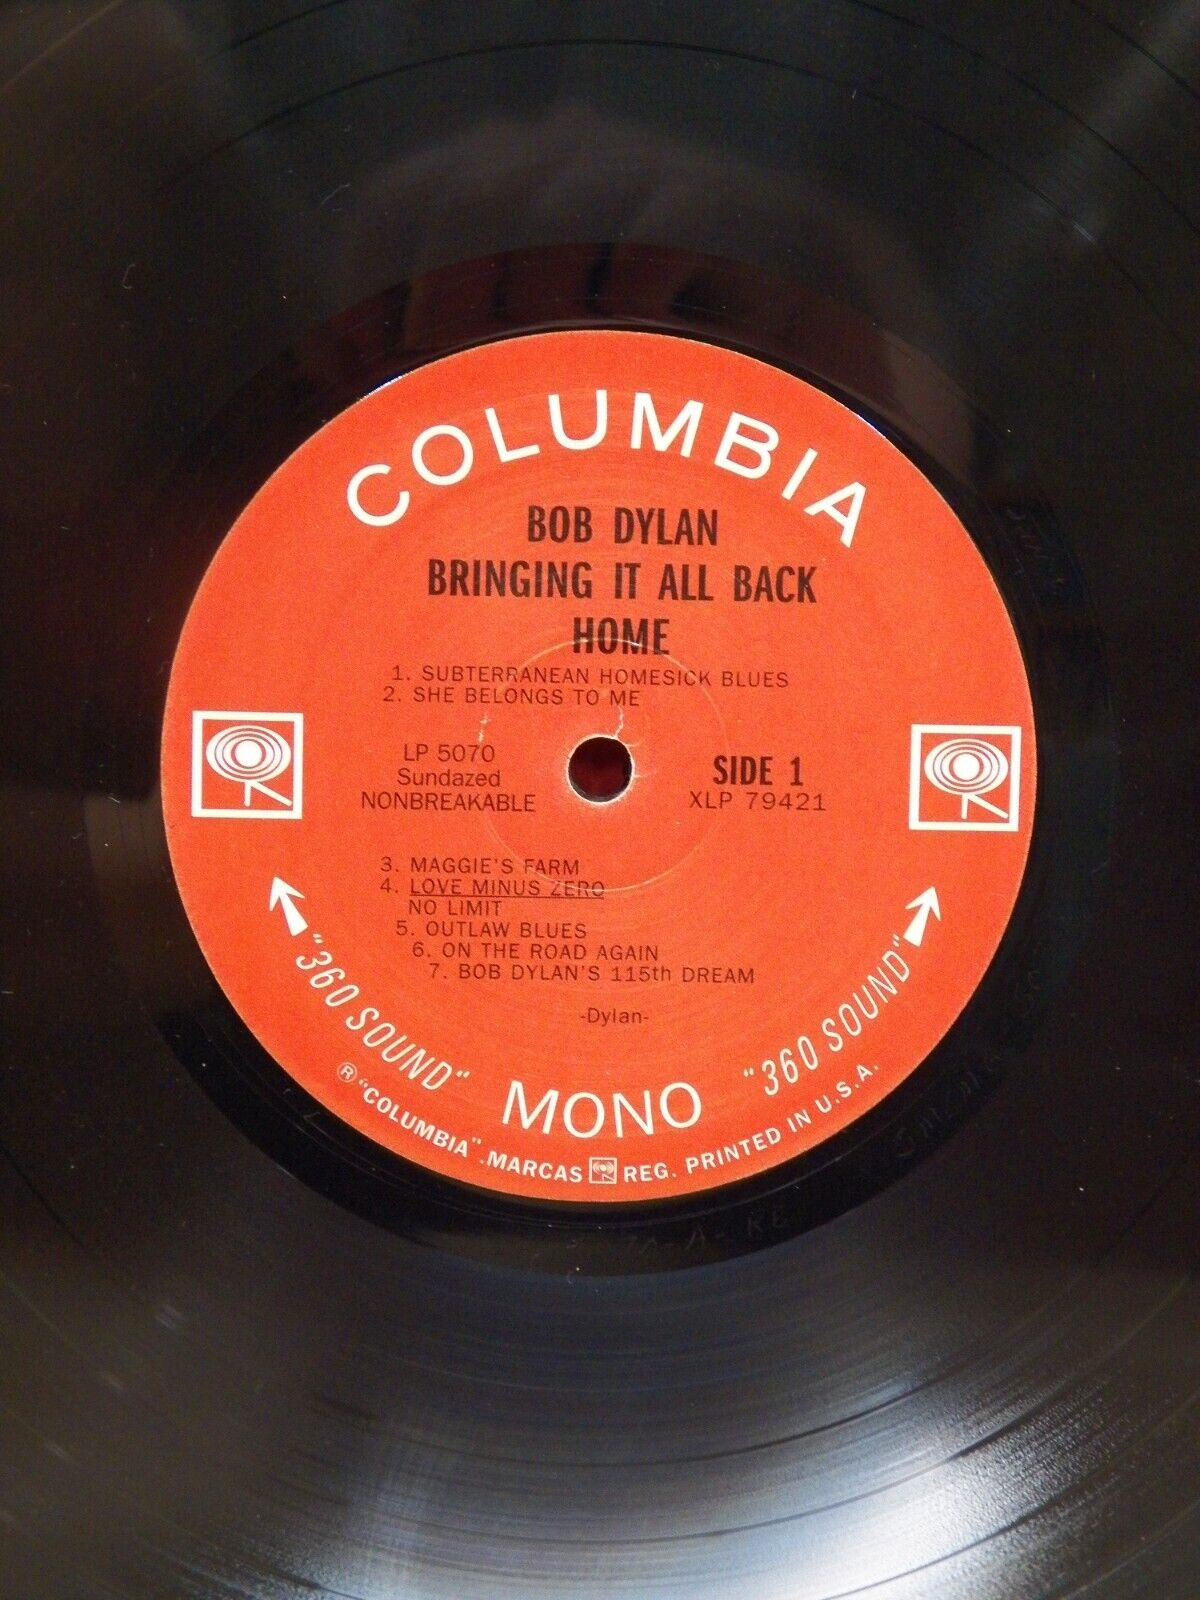 COLUMBIA
BOB DYLAN
BRINGING IT ALL BACK
HOME
1. SUBTERRANEAN HOMESICK BLUES
2. SHE BELONGS TO ME
LP 5070
Sundazed
NONBREAKABLE
SIDE 1
XLP 79421
3. MAGGIE'S FARM
4. LOVE MINUS ZERO
NO LIMIT
5. OUTLAW BLUES
6. ON THE ROAD AGAIN
7. BOB DYLAN'S 115th DREAM
-Dylan-
"360 SOUND"
MONO
"360 SOUND"
® "COLUMBIA". MARCAS REG. PRINTED IN U.S.A.